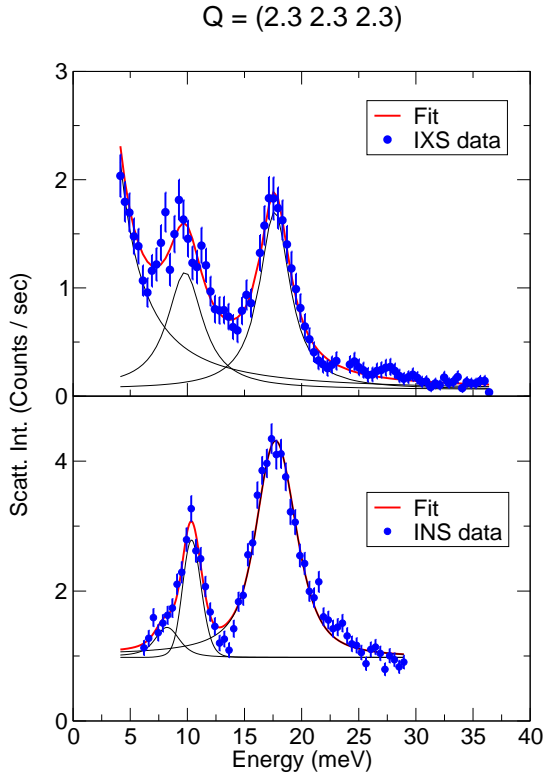 Q = (2.3 2.3 2.3)
3
Fit
IXS data
2
1
0
Scatt. Int. (Counts / sec)
4
Fit
INS data
2
0
0 5 10 15 20 25 30 35 40
Energy (meV)